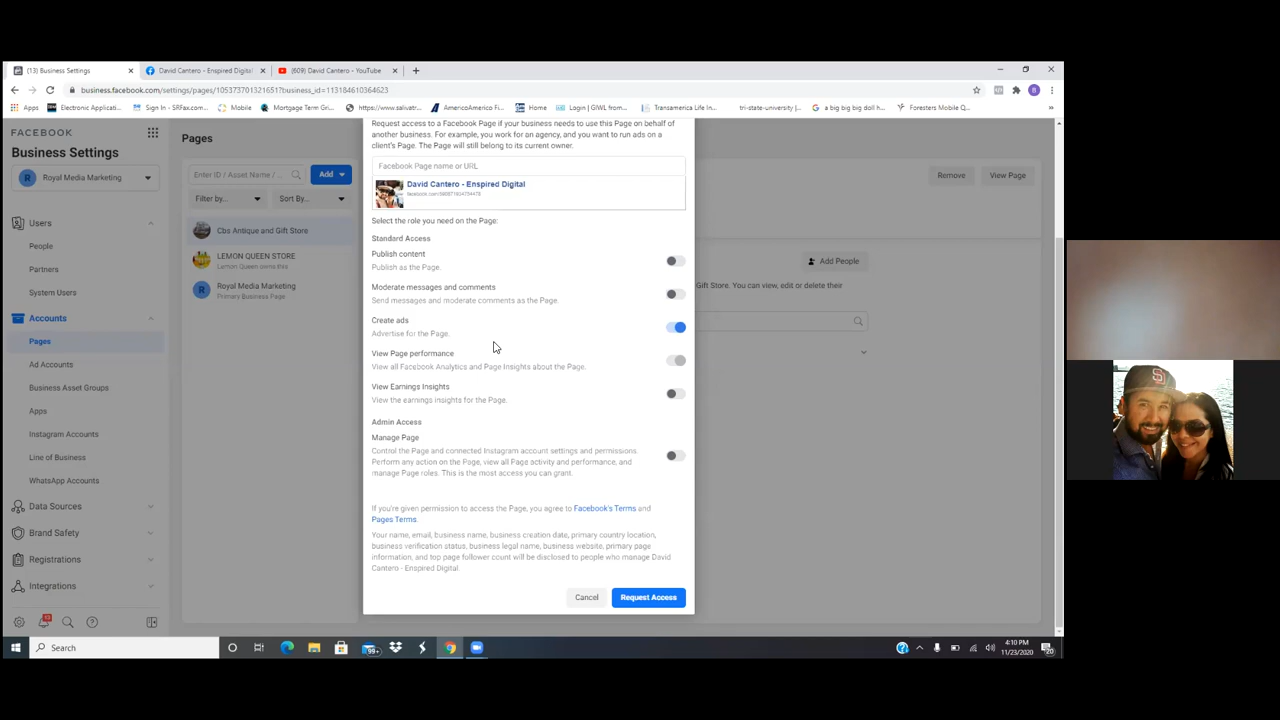 (13) Business Settings
David Cantero - Enspired Digital
(609) David Cantero - YouTube
Apps
Electronic Applicati...
Sign In - SRFax.com
Mobile
Mortgage Term Gri...
https://www.salivatr...
AmericoAmerico Fi...
Home
Login | GIWL from...
Transamerica Life In...
tri-state-university |...
a big big big doll h...
Foresters Mobile Q...
FACEBOOK
Business Settings
Royal Media Marketing
Users
People
Partners
System Users
Accounts
Pages
Ad Accounts
Business Asset Groups
Apps
Instagram Accounts
Line of Business
WhatsApp Accounts
Data Sources
Brand Safety
Registrations
Integrations
Pages
Enter ID / Asset Name / ...
Add
Filter by...
Sort By...
Cbs Antique and Gift Store
LEMON QUEEN STORE
Lemon Queen owns this
Royal Media Marketing
Primary Business Page
Request access to a Facebook Page if your business needs to use this Page on behalf of
another business. For example, you work for an agency, and you want to run ads on a
client's Page. The Page will still belong to its current owner.
Facebook Page name or URL
David Cantero - Enspired Digital
Select the role you need on the Page:
Standard Access
Publish content
Publish as the Page.
Moderate messages and comments
Send messages and moderate comments as the Page.
Create ads
Advertise for the Page.
View Page performance
View all Facebook Analytics and Page Insights about the Page.
View Earnings Insights
View the earnings insights for the Page.
Admin Access
Manage Page
Control the Page and connected Instagram account settings and permissions.
Perform any action on the Page, view all Page activity and performance, and
manage Page roles. This is the most access you can grant.
If you're given permission to access the Page, you agree to Facebook's Terms and
Pages Terms.
Your name, email, business name, business creation date, primary country location,
business verification status, business legal name, business website, primary page
information, and top page follower count will be disclosed to people who manage David
Cantero - Enspired Digital.
Cancel
Request Access
Remove
View Page
Add People
Gift Store. You can view, edit or delete their
Search
99+
4:10 PM
11/23/2020
20